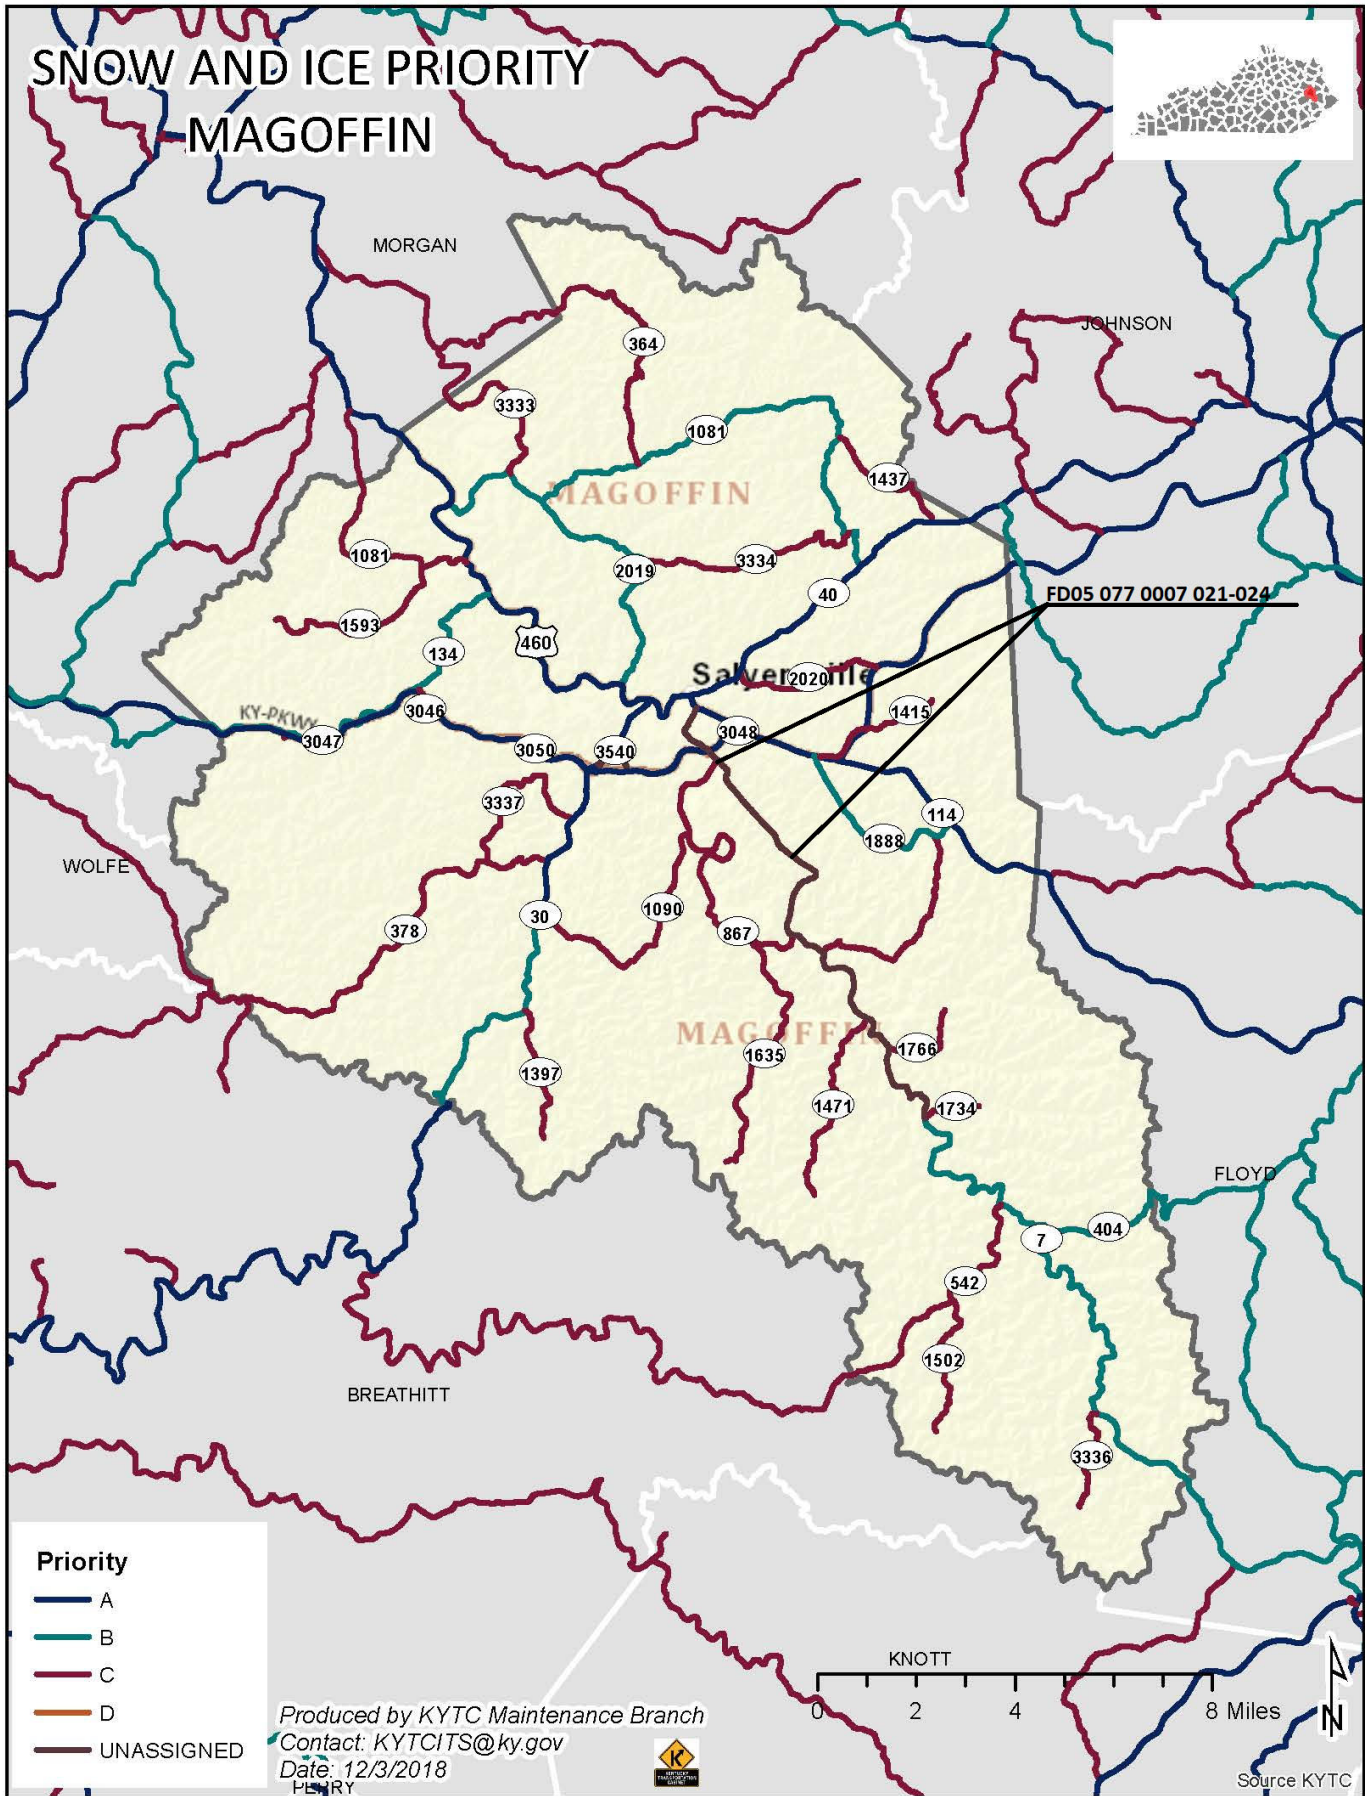 SNOW AND ICE PRIORITY
MAGOFFIN
MORGAN
JOHNSON
364
3333
1081
1437
MAGOFFIN
1081
2019
3334
40
FD05 077 0007 021-024
1593
134
460
Salyersville
2020
3046
1415
KY-PKWY
3047
3050
3540
3048
3337
114
1888
WOLFE
30
1090
378
867
MAGOFFIN
1635
1766
1397
1471
1734
FLOYD
7
404
542
1502
BREATHITT
3336
KNOTT
0 2 4 8 Miles
N
Priority
A
B
C
D
UNASSIGNED
Produced by KYTC Maintenance Branch
Contact: KYTCITS@ky.gov
Date: 12/3/2018
PERRY
KENTUCKY
TRANSPORTATION
CABINET
Source KYTC